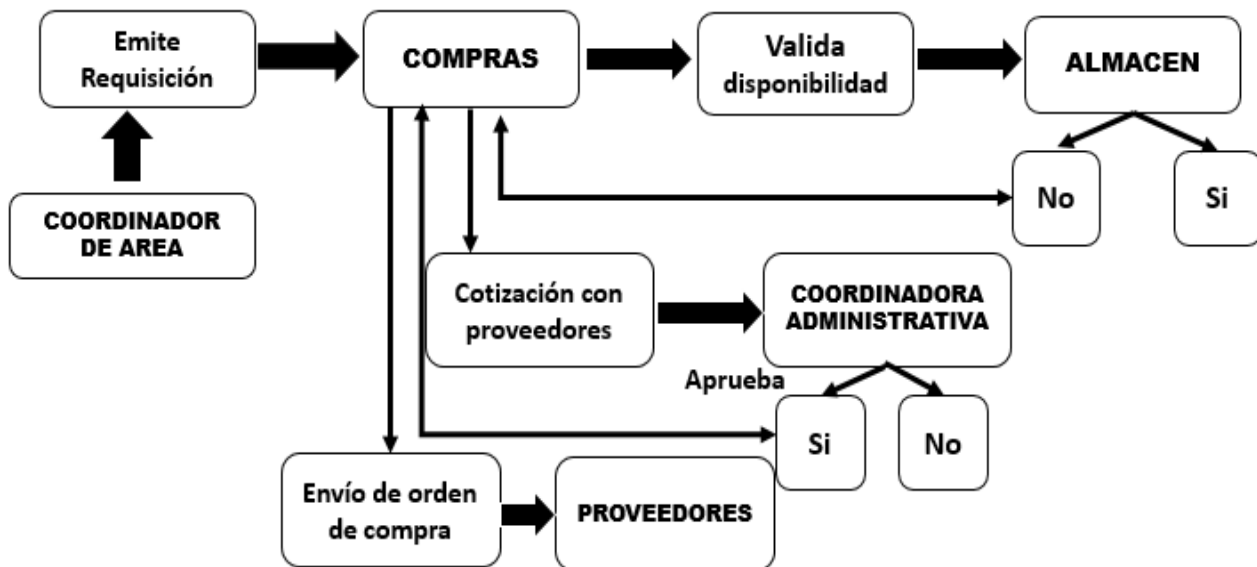 Emite
Requisición
COMPRAS
Valida
disponibilidad
ALMACEN
COORDINADOR
DE AREA
No
Si
Cotización con
proveedores
COORDINADORA
ADMINISTRATIVA
Aprueba
Si
No
Envío de orden
de compra
PROVEEDORES